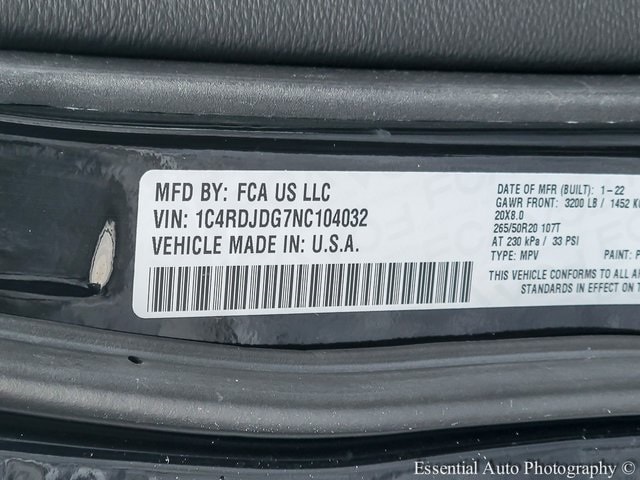 MFD BY: FCA US LLC
VIN: 1C4RDJDG7NC104032
VEHICLE MADE IN: U.S.A.
DATE OF MFR (BUILT): 1-22
GAWR FRONT: 3200 LB / 1452 K
20X8.0
265/50R20 107T
AT 230 kPa / 33 PSI
TYPE: MPV PAINT: P
THIS VEHICLE CONFORMS TO ALL A
STANDARDS IN EFFECT ON T
Essential Auto Photography ©